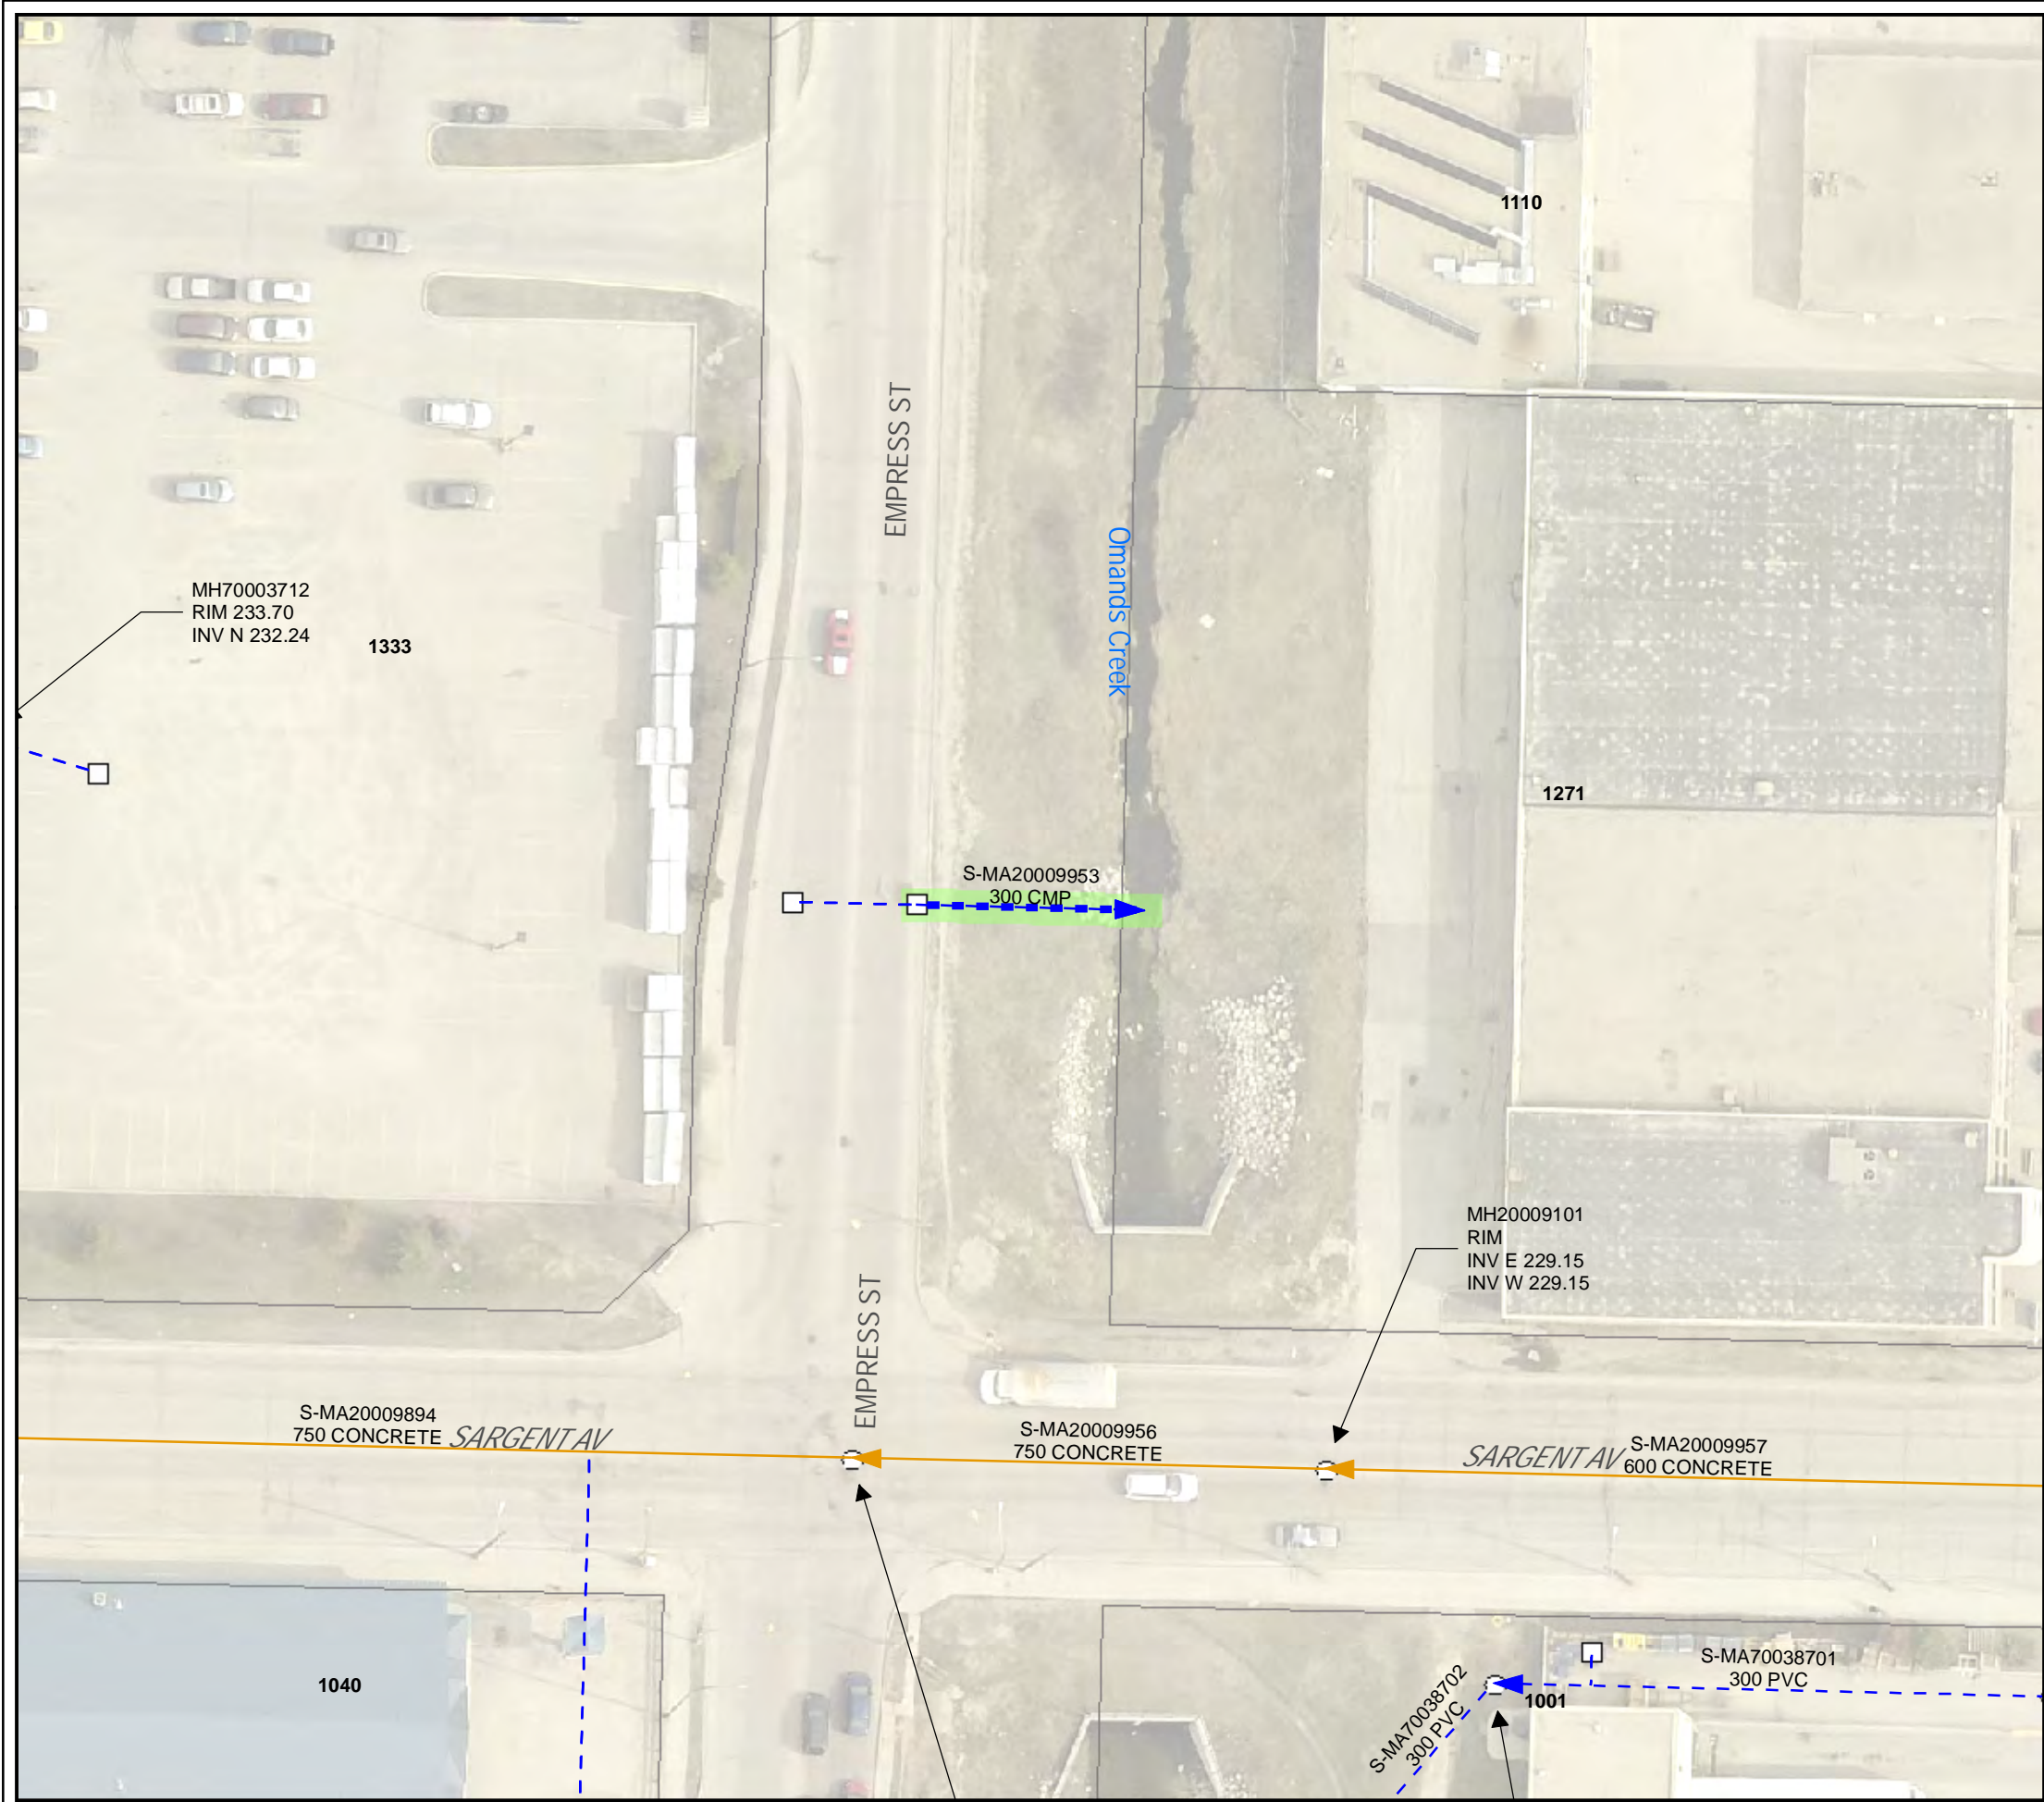 1110
EMPRESS ST
Omands Creek
MH70003712
RIM 233.70
INV N 232.24
1333
1271
S-MA20009953
300 CMP
MH20009101
RIM
INV E 229.15
INV W 229.15
EMPRESS ST
S-MA20009894
750 CONCRETE
SARGENT AV
S-MA20009956
750 CONCRETE
SARGENT AV
S-MA20009957
600 CONCRETE
1040
S-MA70038702
300 PVC
1001
S-MA70038701
300 PVC